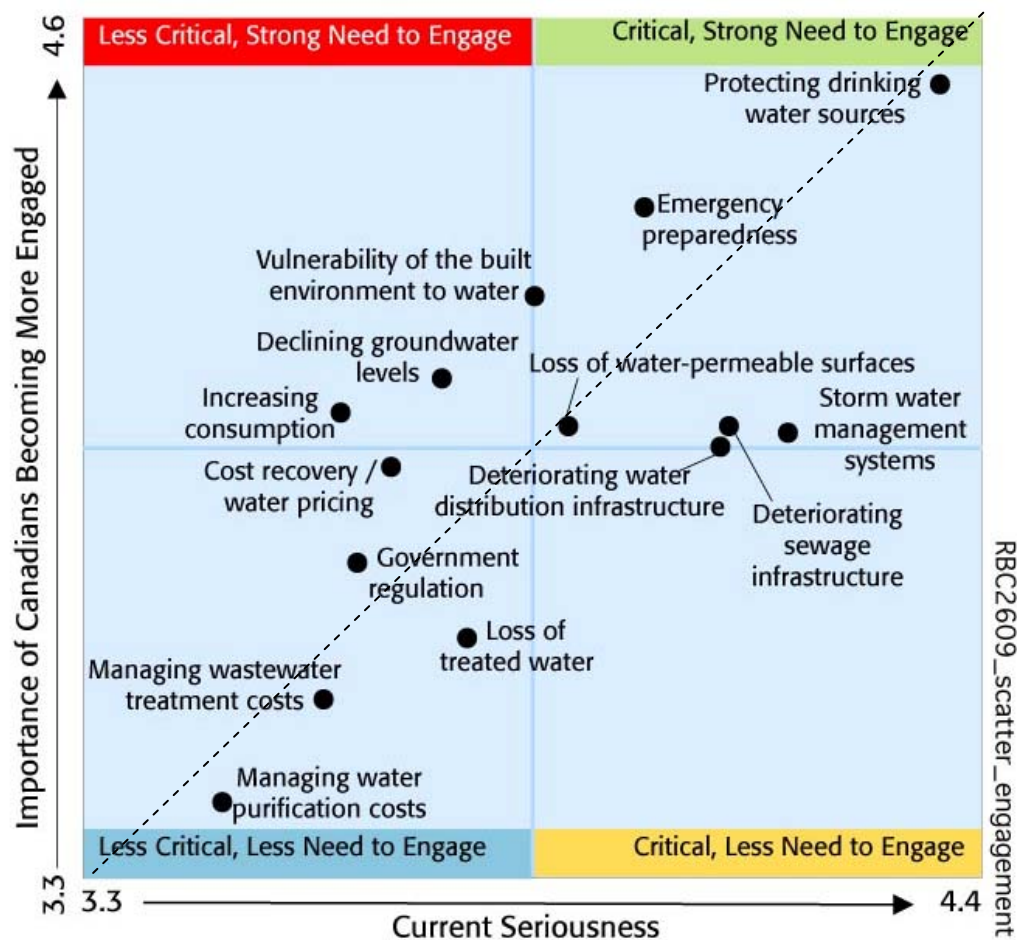 4.6
Less Critical, Strong Need to Engage
Critical, Strong Need to Engage
Protecting drinking
water sources
Emergency
preparedness
Vulnerability of the built
environment to water
Declining groundwater
levels
Loss of water-permeable surfaces
Increasing
consumption
Storm water
management
systems
Cost recovery /
water pricing
Deteriorating water
distribution infrastructure
Deteriorating
sewage
infrastructure
Government
regulation
Loss of
treated water
Managing wastewater
treatment costs
Managing water
purification costs
Less Critical, Less Need to Engage
Critical, Less Need to Engage
Importance of Canadians Becoming More Engaged
3.3
3.3
4.4
Current Seriousness
RBC2609_scatter_engagement